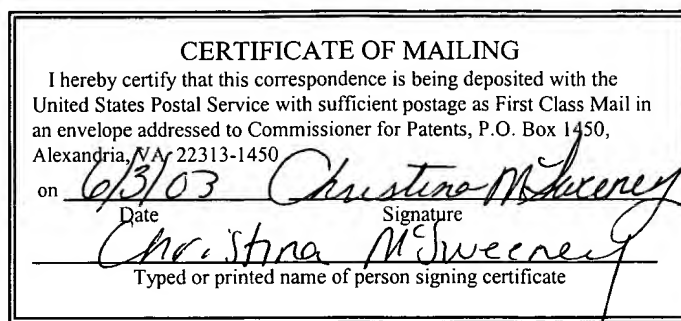 CERTIFICATE OF MAILING
I hereby certify that this correspondence is being deposited with the
United States Postal Service with sufficient postage as First Class Mail in
an envelope addressed to Commissioner for Patents, P.O. Box 1450,
Alexandria, VA 22313-1450
on 6/3/03 Christina McSweeney
Date Signature
Christina McSweeney
Typed or printed name of person signing certificate